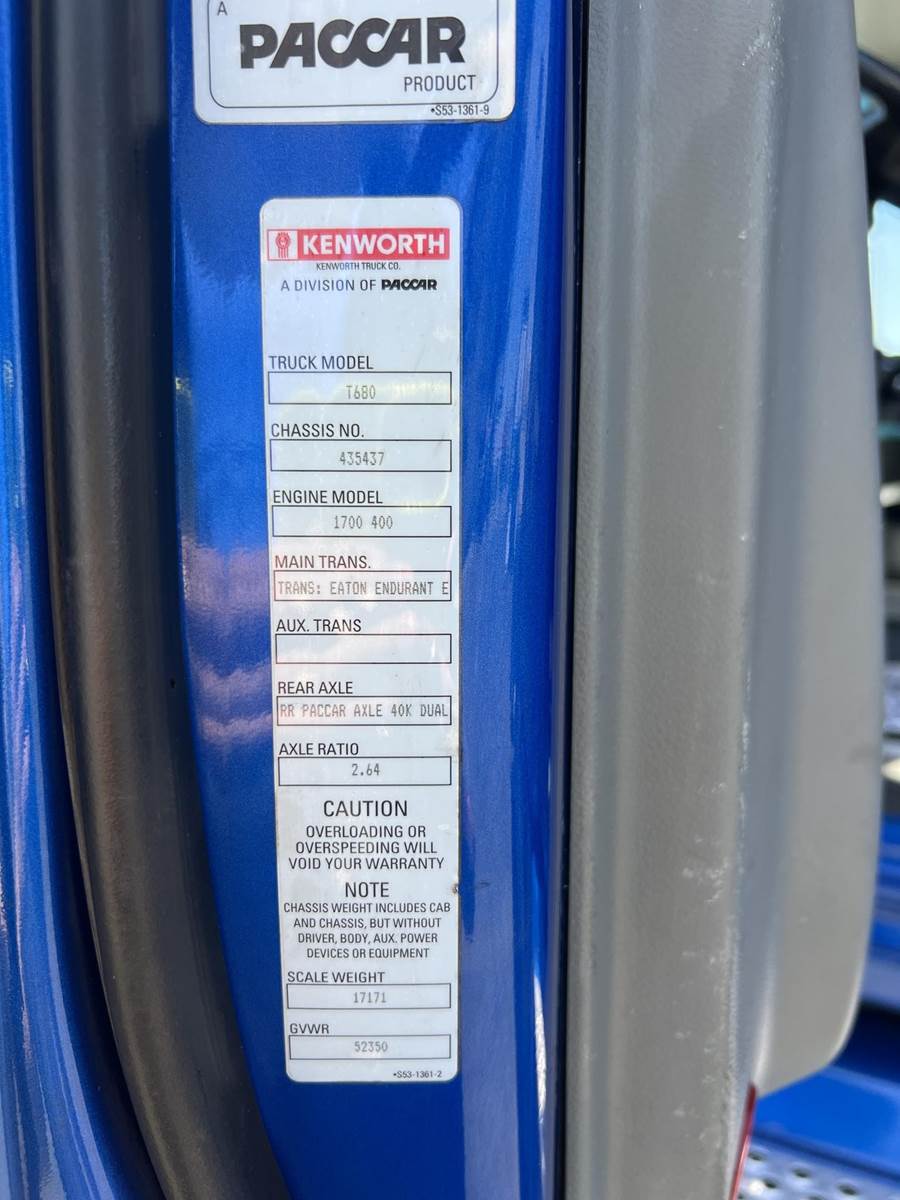 A
PACCAR
PRODUCT
•S53-1361-9
KENWORTH
KENWORTH TRUCK CO.
A DIVISION OF PACCAR
TRUCK MODEL
T680
CHASSIS NO.
435437
ENGINE MODEL
1700 400
MAIN TRANS.
TRANS: EATON ENDURANT E
AUX. TRANS
REAR AXLE
RR PACCAR AXLE 40K DUAL
AXLE RATIO
2.64
CAUTION
OVERLOADING OR
OVERSPEEDING WILL
VOID YOUR WARRANTY
NOTE
CHASSIS WEIGHT INCLUDES CAB
AND CHASSIS, BUT WITHOUT
DRIVER, BODY, AUX. POWER
DEVICES OR EQUIPMENT
SCALE WEIGHT
17171
GVWR
52350
•S53-1361-2